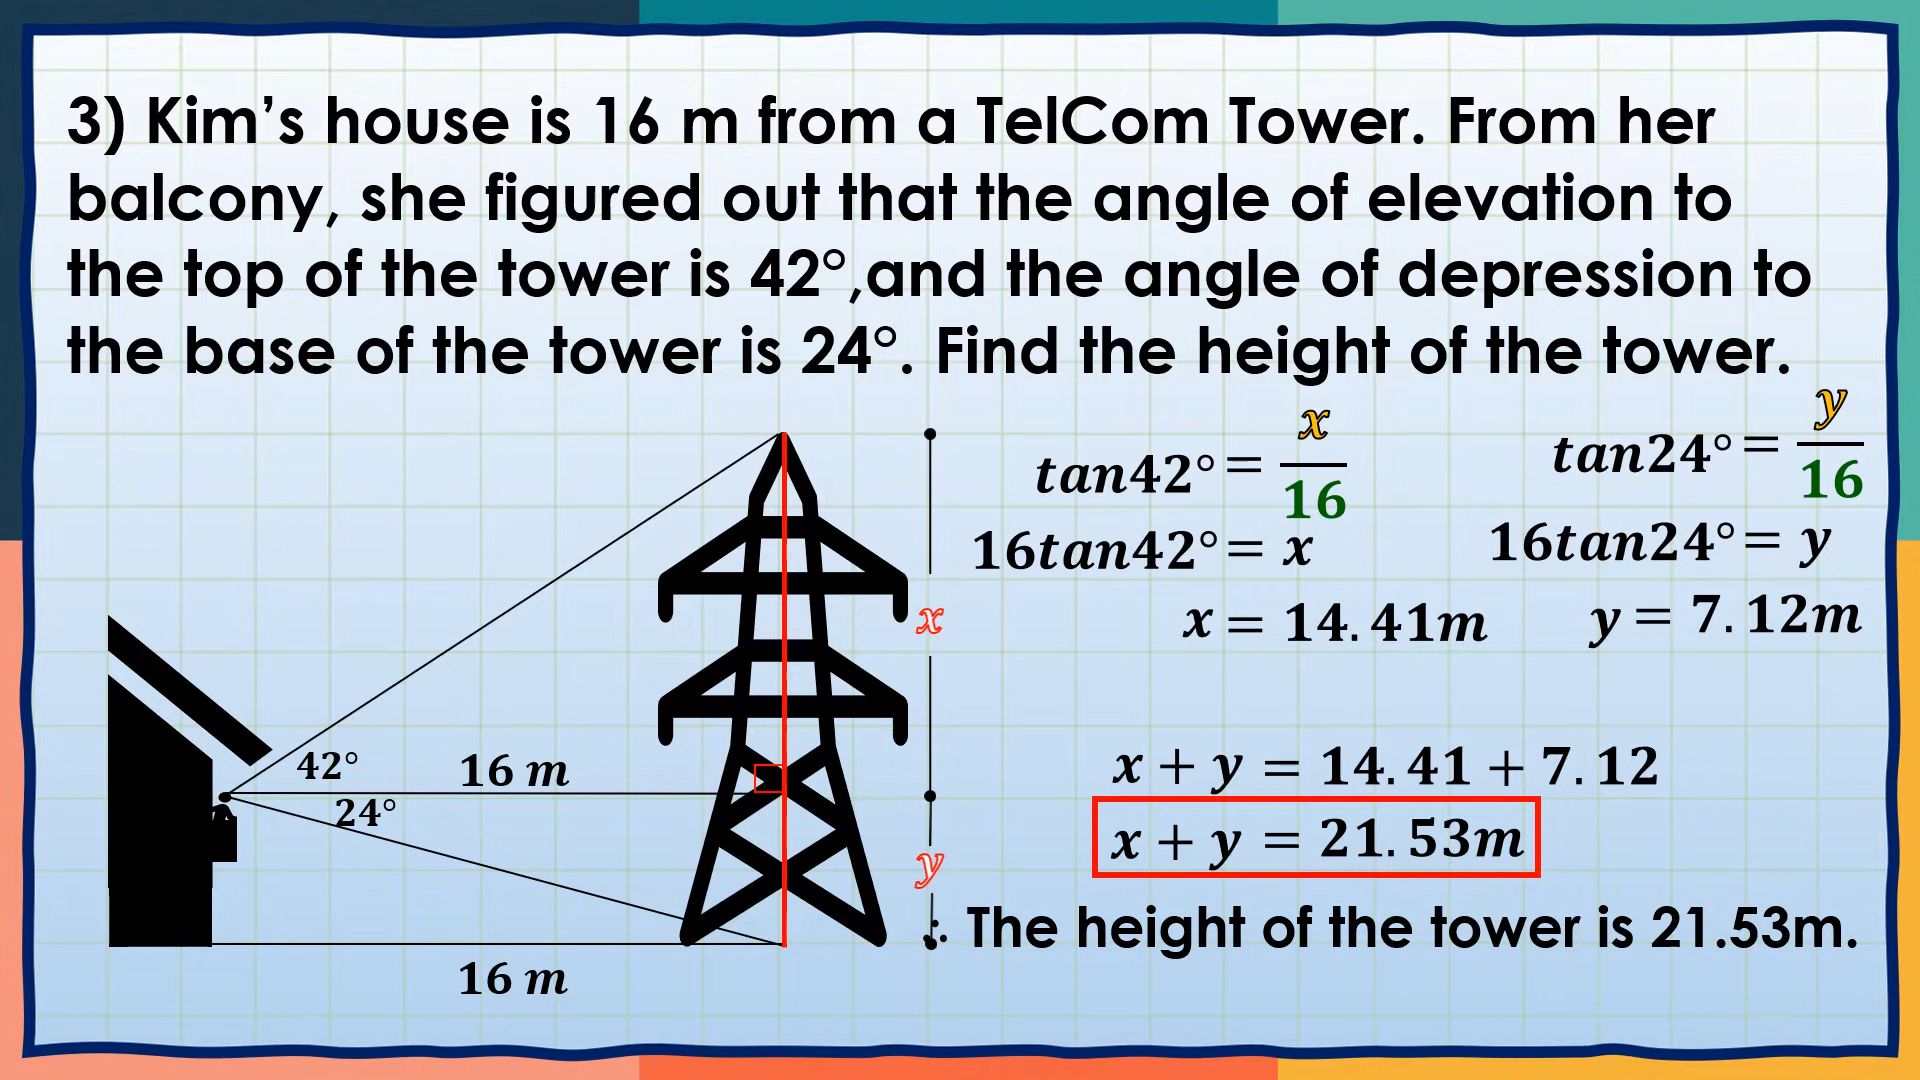 3) Kim’s house is 16 m from a TelCom Tower. From her
balcony, she figured out that the angle of elevation to
the top of the tower is 42°,and the angle of depression to
the base of the tower is 24°. Find the height of the tower.
tan42° = x/16
16tan42° = x
x = 14.41m
tan24° = y/16
16tan24° = y
y = 7.12m
x
42°
16 m
24°
y
16 m
x + y = 14.41 + 7.12
x + y = 21.53m
∴ The height of the tower is 21.53m.